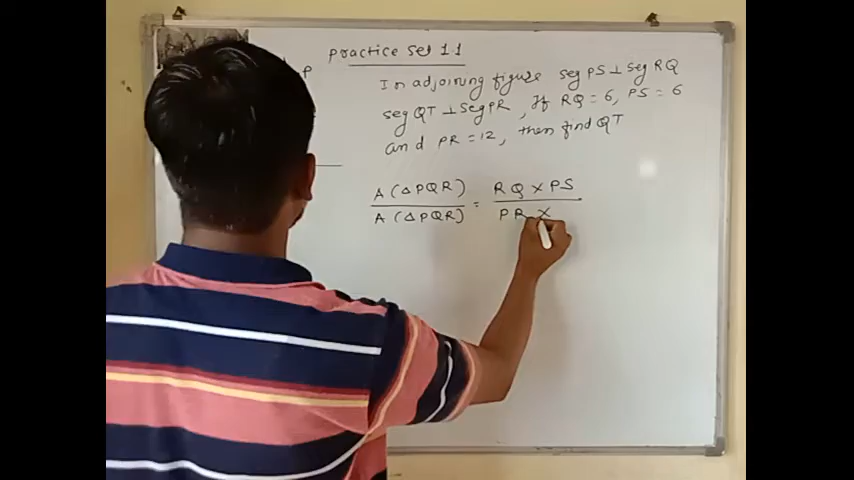 Practice Set 1.1
In adjoining figure seg PS ⊥ seg RQ
seg QT ⊥ seg PR, If RQ = 6, PS = 6
and PR = 12, then find QT
A (△PQR) / A (△PQR) = RQ × PS / PR ×